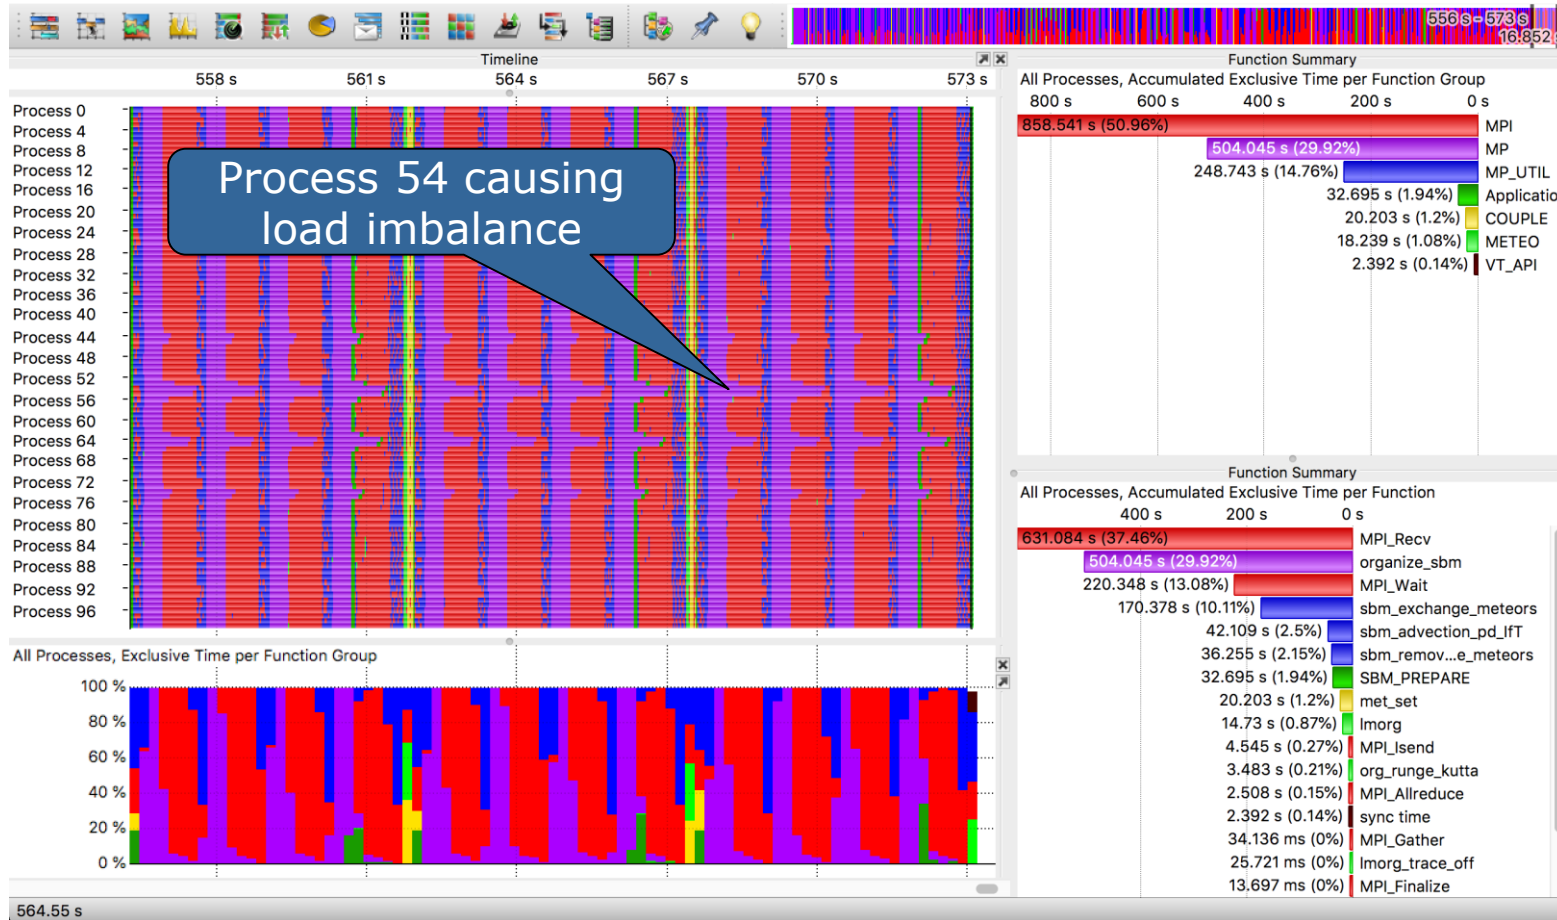 556 s - 573 s
16.852 s
Timeline
558 s 561 s 564 s 567 s 570 s 573 s
Process 0
Process 4
Process 8
Process 12
Process 16
Process 20
Process 24
Process 28
Process 32
Process 36
Process 40
Process 44
Process 48
Process 52
Process 56
Process 60
Process 64
Process 68
Process 72
Process 76
Process 80
Process 84
Process 88
Process 92
Process 96
Process 54 causing
load imbalance
All Processes, Exclusive Time per Function Group
100 %
80 %
60 %
40 %
20 %
0 %
Function Summary
All Processes, Accumulated Exclusive Time per Function Group
800 s 600 s 400 s 200 s 0 s
858.541 s (50.96%) MPI
504.045 s (29.92%) MP
248.743 s (14.76%) MP_UTIL
32.695 s (1.94%) Applicatio
20.203 s (1.2%) COUPLE
18.239 s (1.08%) METEO
2.392 s (0.14%) VT_API
Function Summary
All Processes, Accumulated Exclusive Time per Function
400 s 200 s 0 s
631.084 s (37.46%) MPI_Recv
504.045 s (29.92%) organize_sbm
220.348 s (13.08%) MPI_Wait
170.378 s (10.11%) sbm_exchange_meteors
42.109 s (2.5%) sbm_advection_pd_lfT
36.255 s (2.15%) sbm_remov...e_meteors
32.695 s (1.94%) SBM_PREPARE
20.203 s (1.2%) met_set
14.73 s (0.87%) lmorg
4.545 s (0.27%) MPI_Isend
3.483 s (0.21%) org_runge_kutta
2.508 s (0.15%) MPI_Allreduce
2.392 s (0.14%) sync time
34.136 ms (0%) MPI_Gather
25.721 ms (0%) lmorg_trace_off
13.697 ms (0%) MPI_Finalize
564.55 s